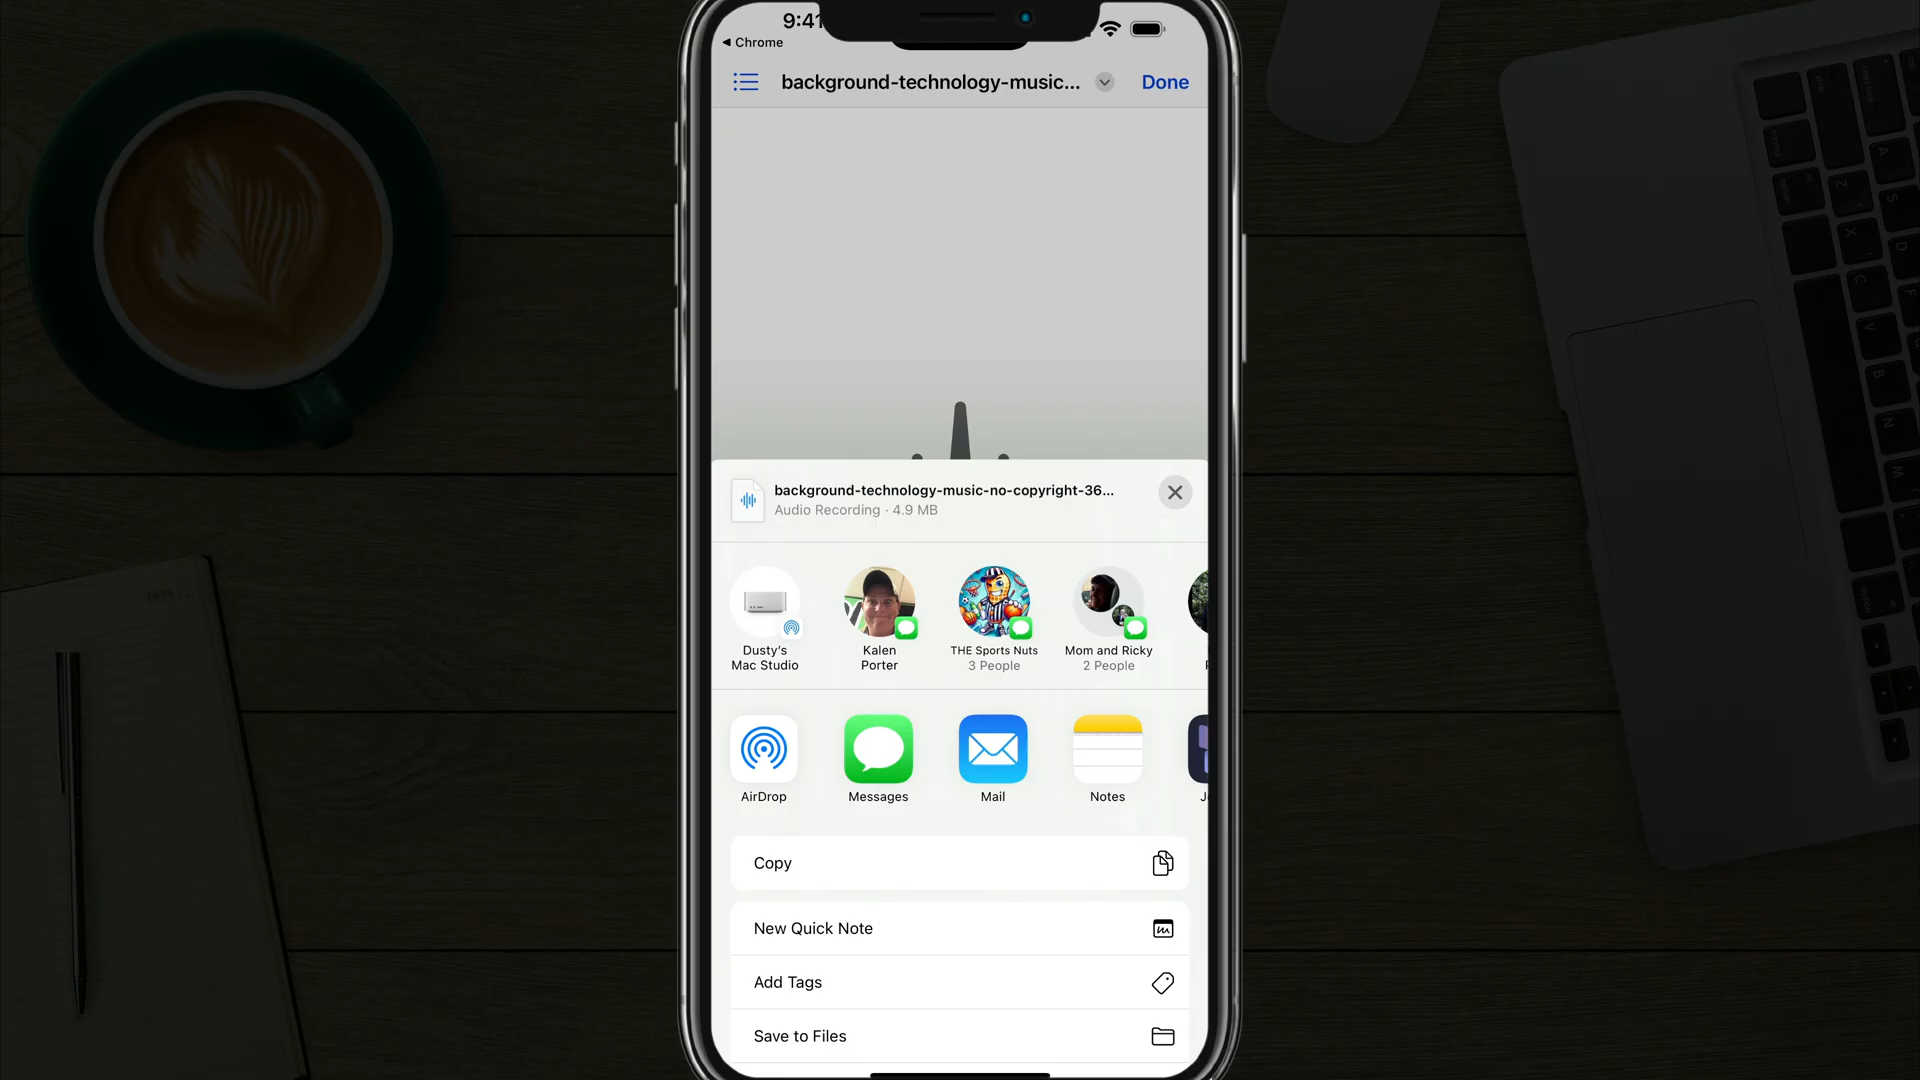 9:41
◀ Chrome
background-technology-music... Done
background-technology-music-no-copyright-36...
Audio Recording · 4.9 MB
Dusty's
Mac Studio
Kalen
Porter
THE Sports Nuts
3 People
Mom and Ricky
2 People
AirDrop
Messages
Mail
Notes
Copy
New Quick Note
Add Tags
Save to Files